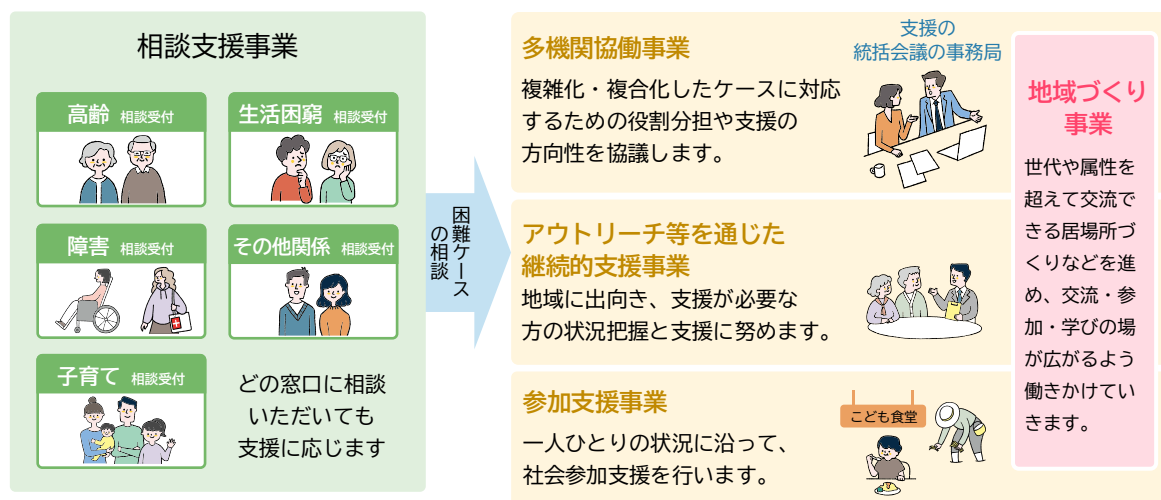 相談支援事業
高齢 相談受付
生活困窮 相談受付
障害 相談受付
その他関係 相談受付
子育て 相談受付
どの窓口に相談
いただいても
支援に応じます
困難ケース
の相談
多機関協働事業
複雑化・複合化したケースに対応
するための役割分担や支援の
方向性を協議します。
支援の
統括会議の事務局
アウトリーチ等を通じた
継続的支援事業
地域に出向き、支援が必要な
方の状況把握と支援に努めます。
参加支援事業
一人ひとりの状況に沿って、
社会参加支援を行います。
こども食堂
地域づくり
事業
世代や属性を
超えて交流で
きる居場所づ
くりなどを進
め、交流・参
加・学びの場
が広がるよう
働きかけてい
きます。